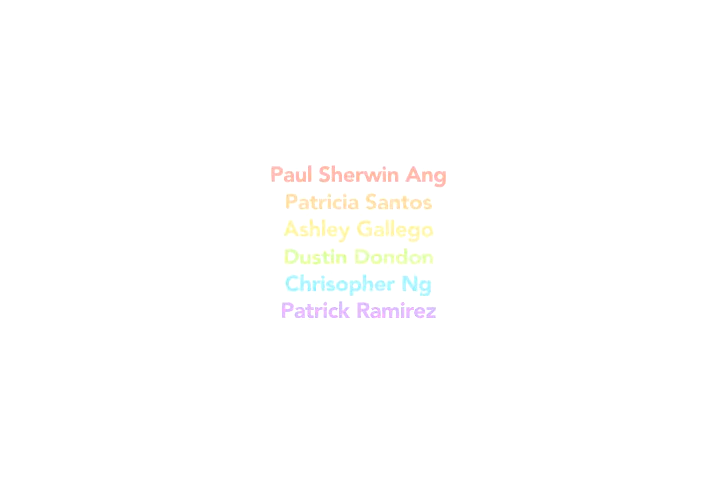 Paul Sherwin Ang
Patricia Santos
Ashley Gallego
Dustin Dondon
Chrisopher Ng
Patrick Ramirez